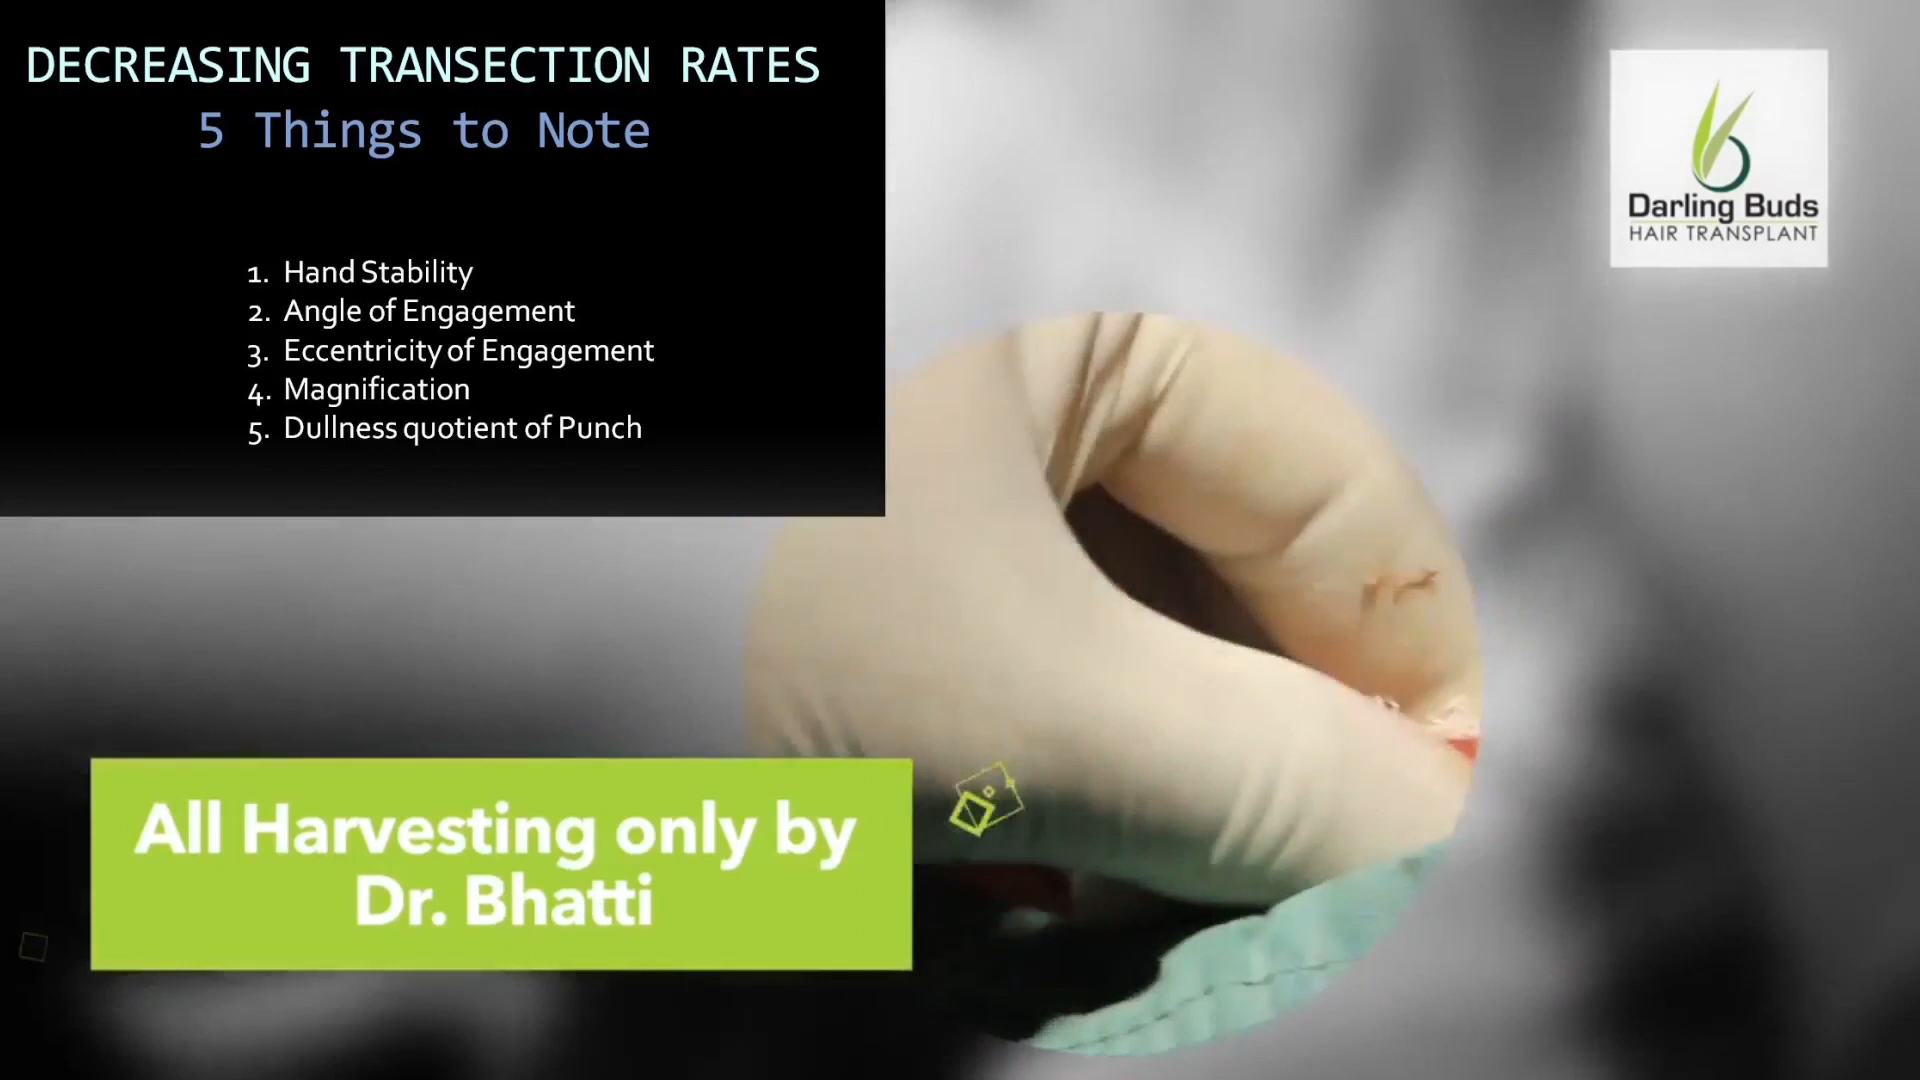 DECREASING TRANSECTION RATES
5 Things to Note
1. Hand Stability
2. Angle of Engagement
3. Eccentricity of Engagement
4. Magnification
5. Dullness quotient of Punch
Darling Buds
HAIR TRANSPLANT
All Harvesting only by
Dr. Bhatti